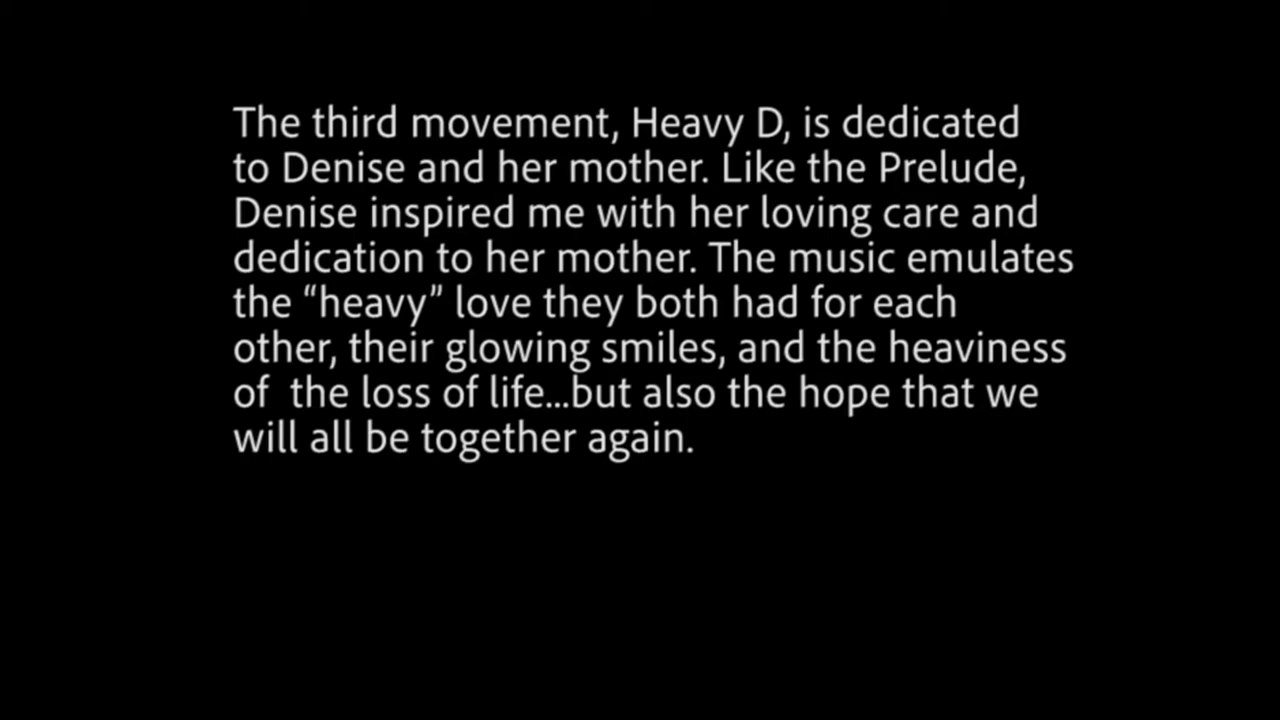 The third movement, Heavy D, is dedicated
to Denise and her mother. Like the Prelude,
Denise inspired me with her loving care and
dedication to her mother. The music emulates
the “heavy” love they both had for each
other, their glowing smiles, and the heaviness
of  the loss of life...but also the hope that we
will all be together again.